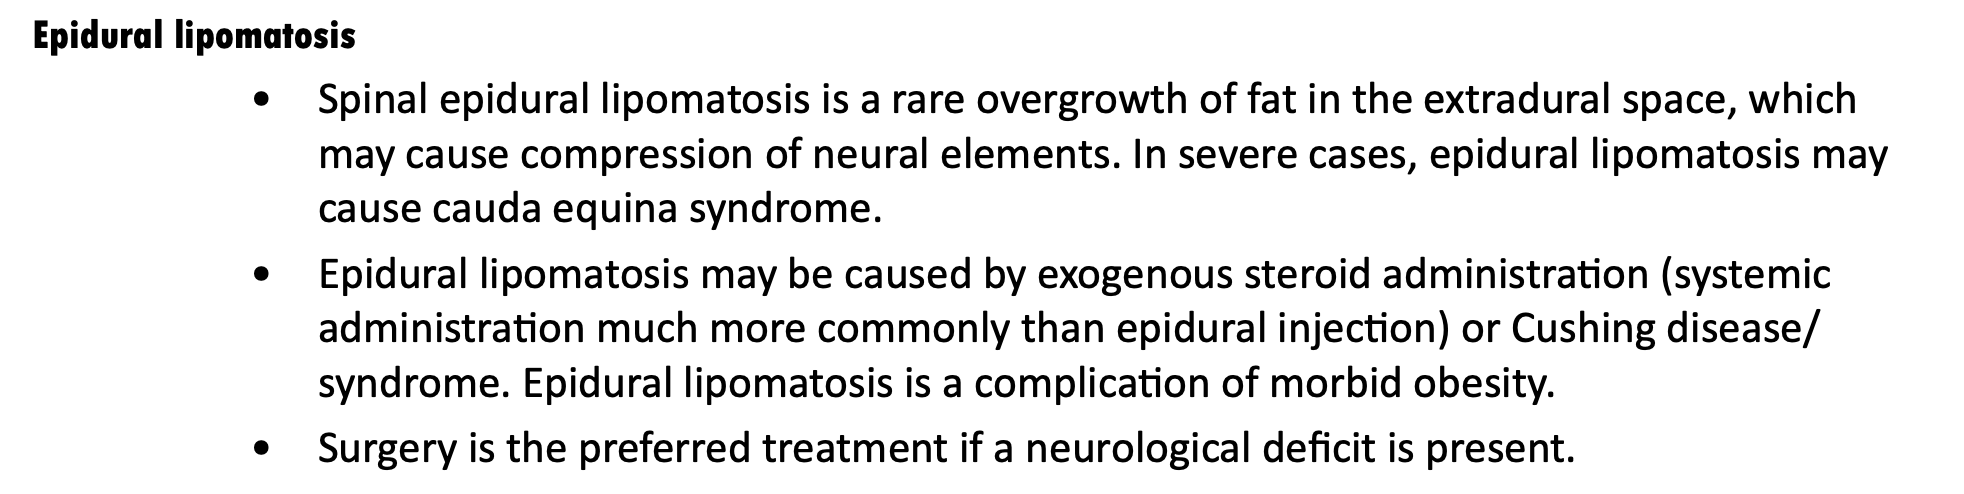 Epidural lipomatosis
• Spinal epidural lipomatosis is a rare overgrowth of fat in the extradural space, which
may cause compression of neural elements. In severe cases, epidural lipomatosis may
cause cauda equina syndrome.
• Epidural lipomatosis may be caused by exogenous steroid administration (systemic
administration much more commonly than epidural injection) or Cushing disease/
syndrome. Epidural lipomatosis is a complication of morbid obesity.
• Surgery is the preferred treatment if a neurological deficit is present.